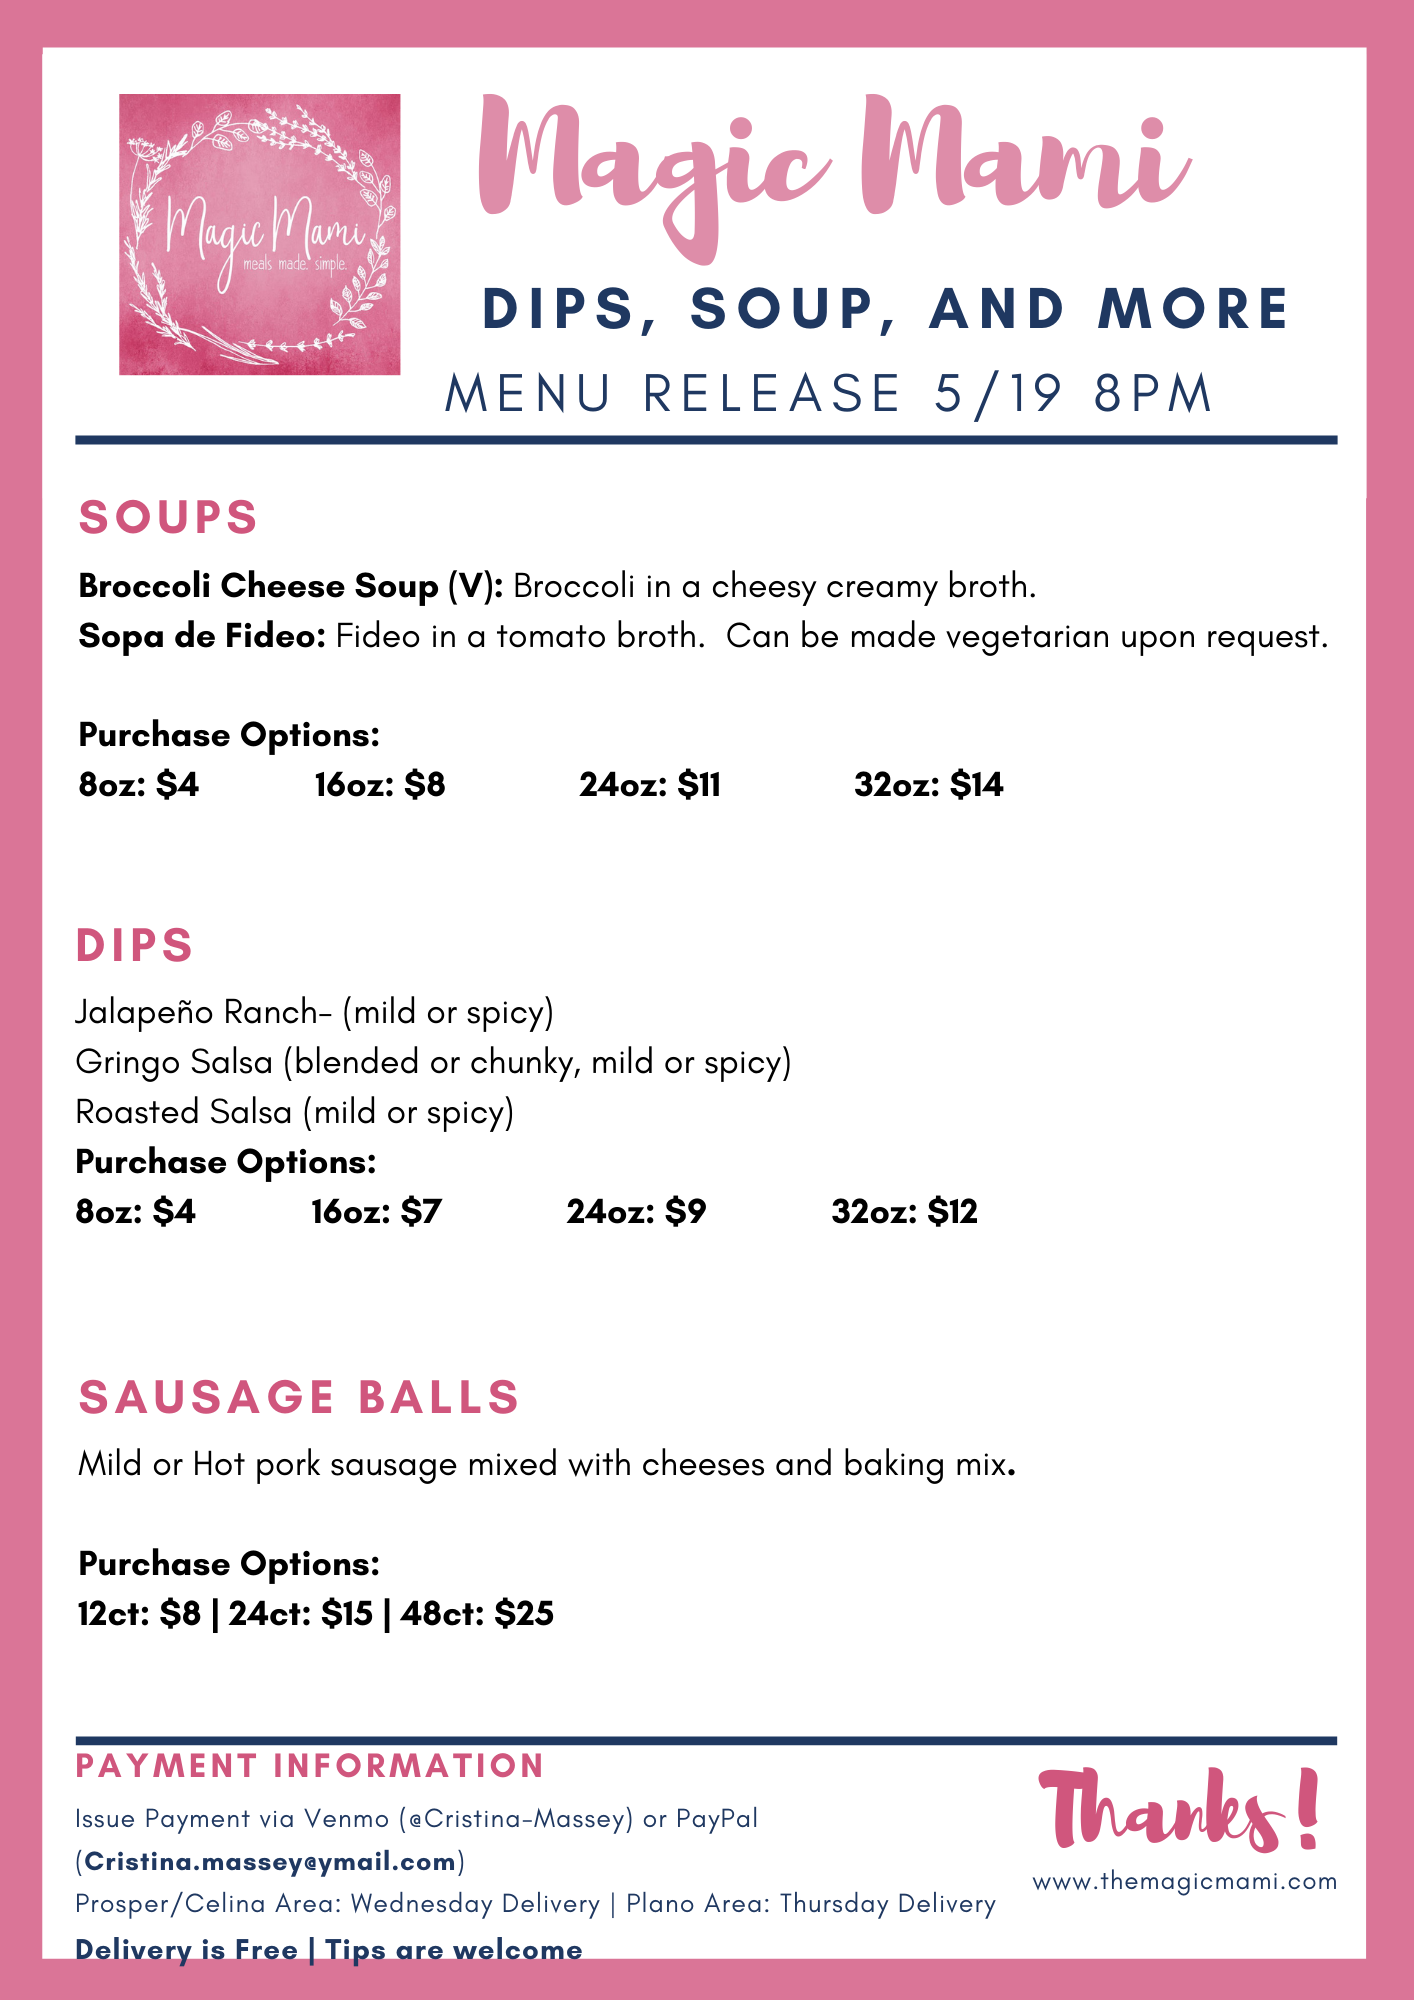 Magic Mami
meals made. simple.
Magic Mami
DIPS, SOUP, AND MORE
MENU RELEASE 5/19 8PM
SOUPS
Broccoli Cheese Soup (V): Broccoli in a cheesy creamy broth.
Sopa de Fideo: Fideo in a tomato broth.  Can be made vegetarian upon request.
Purchase Options:
8oz: $4 16oz: $8 24oz: $11 32oz: $14
DIPS
Jalapeño Ranch- (mild or spicy)
Gringo Salsa (blended or chunky, mild or spicy)
Roasted Salsa (mild or spicy)
Purchase Options:
8oz: $4 16oz: $7 24oz: $9 32oz: $12
SAUSAGE BALLS
Mild or Hot pork sausage mixed with cheeses and baking mix.
Purchase Options:
12ct: $8 | 24ct: $15 | 48ct: $25
PAYMENT INFORMATION
Issue Payment via Venmo (@Cristina-Massey) or PayPal
(Cristina.massey@ymail.com)
Prosper/Celina Area: Wednesday Delivery | Plano Area: Thursday Delivery
Delivery is Free | Tips are welcome
Thanks!
www.themagicmami.com